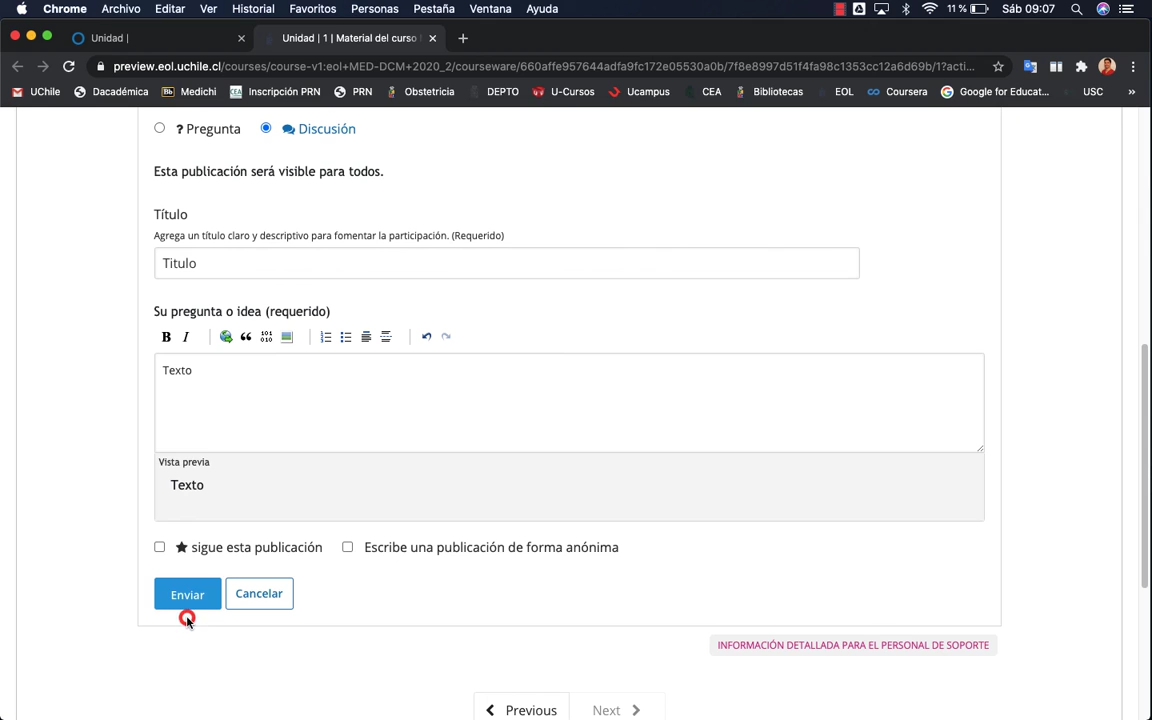 Chrome Archivo Editar Ver Historial Favoritos Personas Pestaña Ventana Ayuda 11 % Sáb 09:07
Unidad | Unidad | 1 | Material del curso
preview.eol.uchile.cl/courses/course-v1:eol+MED-DCM+2020_2/courseware/660affe957644adfa9fc172e05530a0b/7f8e8997d51f4fa98c1353cc12a6d69b/1?acti...
UChile Dacadémica Medichi Inscripción PRN PRN Obstetricia DEPTO U-Cursos Ucampus CEA Bibliotecas EOL Coursera Google for Educat... USC »
? Pregunta Discusión
Esta publicación será visible para todos.
Título
Agrega un título claro y descriptivo para fomentar la participación. (Requerido)
Titulo
Su pregunta o idea (requerido)
B I
Texto
Vista previa
Texto
sigue esta publicación Escribe una publicación de forma anónima
Enviar Cancelar
INFORMACIÓN DETALLADA PARA EL PERSONAL DE SOPORTE
Previous Next